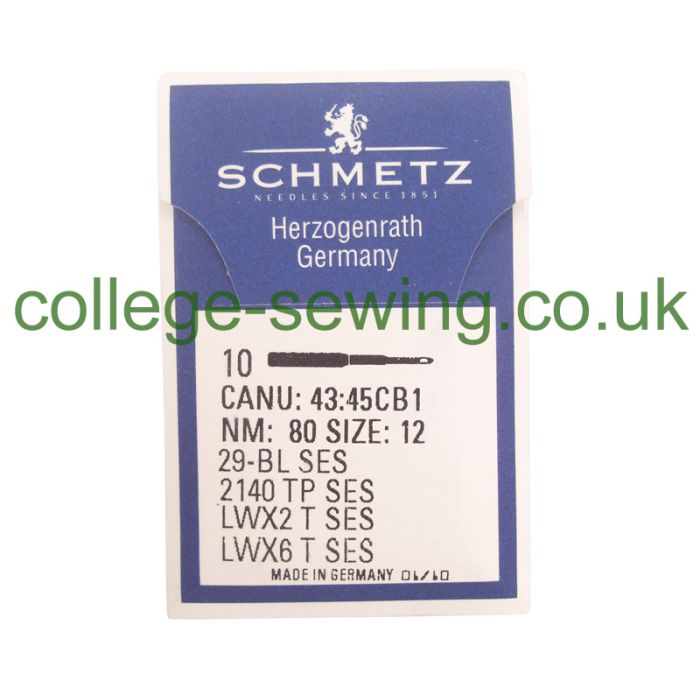 SCHMETZ
NEEDLES SINCE 1851
Herzogenrath
Germany
college-sewing.co.uk
10
CANU: 43:45CB1
NM: 80 SIZE: 12
29-BL SES
2140 TP SES
LWX2 T SES
LWX6 T SES
MADE IN GERMANY